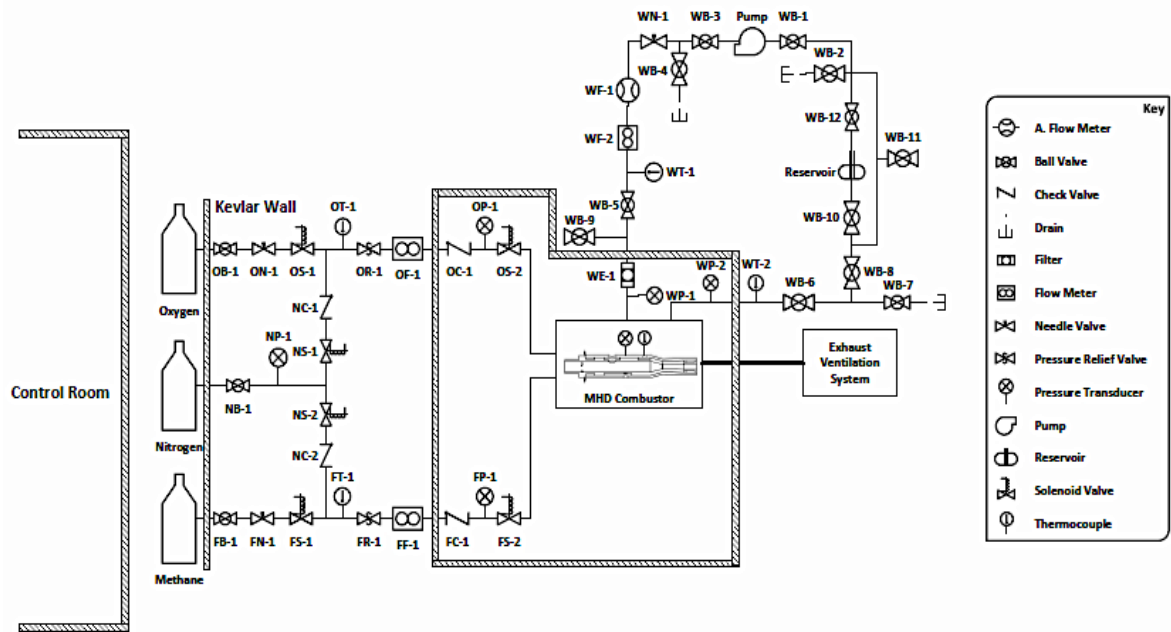 WN-1
WB-3
Pump
WB-1
WB-2
WB-4
WF-1
WB-12
WF-2
WB-11
WT-1
Reservoir
WB-5
WB-9
WB-10
Kevlar Wall
OT-1
OP-1
OB-1
ON-1
OS-1
OR-1
OF-1
OC-1
OS-2
WE-1
WP-1
WP-2
WT-2
WB-6
WB-8
WB-7
Oxygen
NC-1
NP-1
NS-1
Control Room
NB-1
NS-2
MHD Combustor
Exhaust
Ventilation
System
Nitrogen
NC-2
FT-1
FP-1
FB-1
FN-1
FS-1
FR-1
FF-1
FC-1
FS-2
Methane
Key
A. Flow Meter
Ball Valve
Check Valve
Drain
Filter
Flow Meter
Needle Valve
Pressure Relief Valve
Pressure Transducer
Pump
Reservoir
Solenoid Valve
Thermocouple